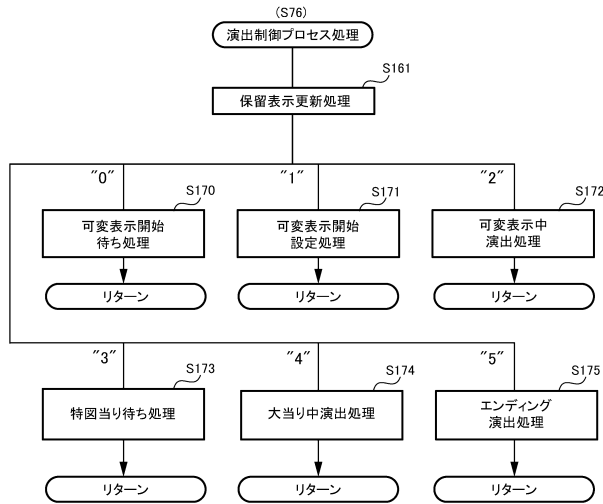 (S76)
演出制御プロセス処理
S161
保留表示更新処理
"0"
"1"
"2"
S170
S171
S172
可変表示開始
待ち処理
可変表示開始
設定処理
可変表示中
演出処理
リターン
リターン
リターン
"3"
"4"
"5"
S173
S174
S175
特図当り待ち処理
大当り中演出処理
エンディング
演出処理
リターン
リターン
リターン